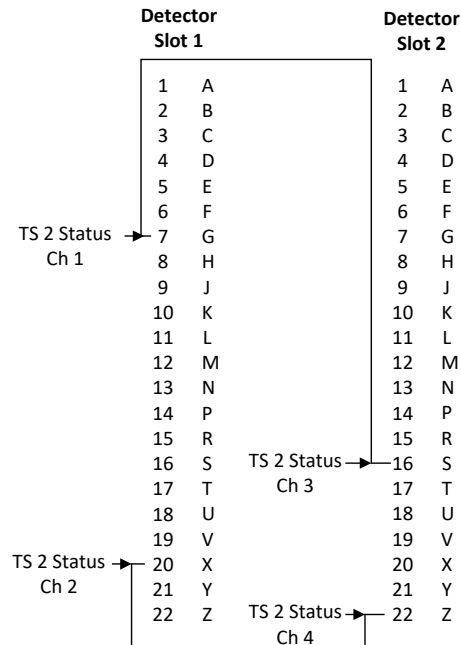 Detector
Slot 1
Detector
Slot 2
1 A 1 A
2 B 2 B
3 C 3 C
4 D 4 D
5 E 5 E
6 F 6 F
TS 2 Status 7 G 7 G
Ch 1 8 H 8 H
9 J 9 J
10 K 10 K
11 L 11 L
12 M 12 M
13 N 13 N
14 P 14 P
15 R 15 R
16 S TS 2 Status 16 S
17 T Ch 3 17 T
18 U 18 U
19 V 19 V
TS 2 Status 20 X 20 X
Ch 2 21 Y 21 Y
22 Z TS 2 Status 22 Z
Ch 4